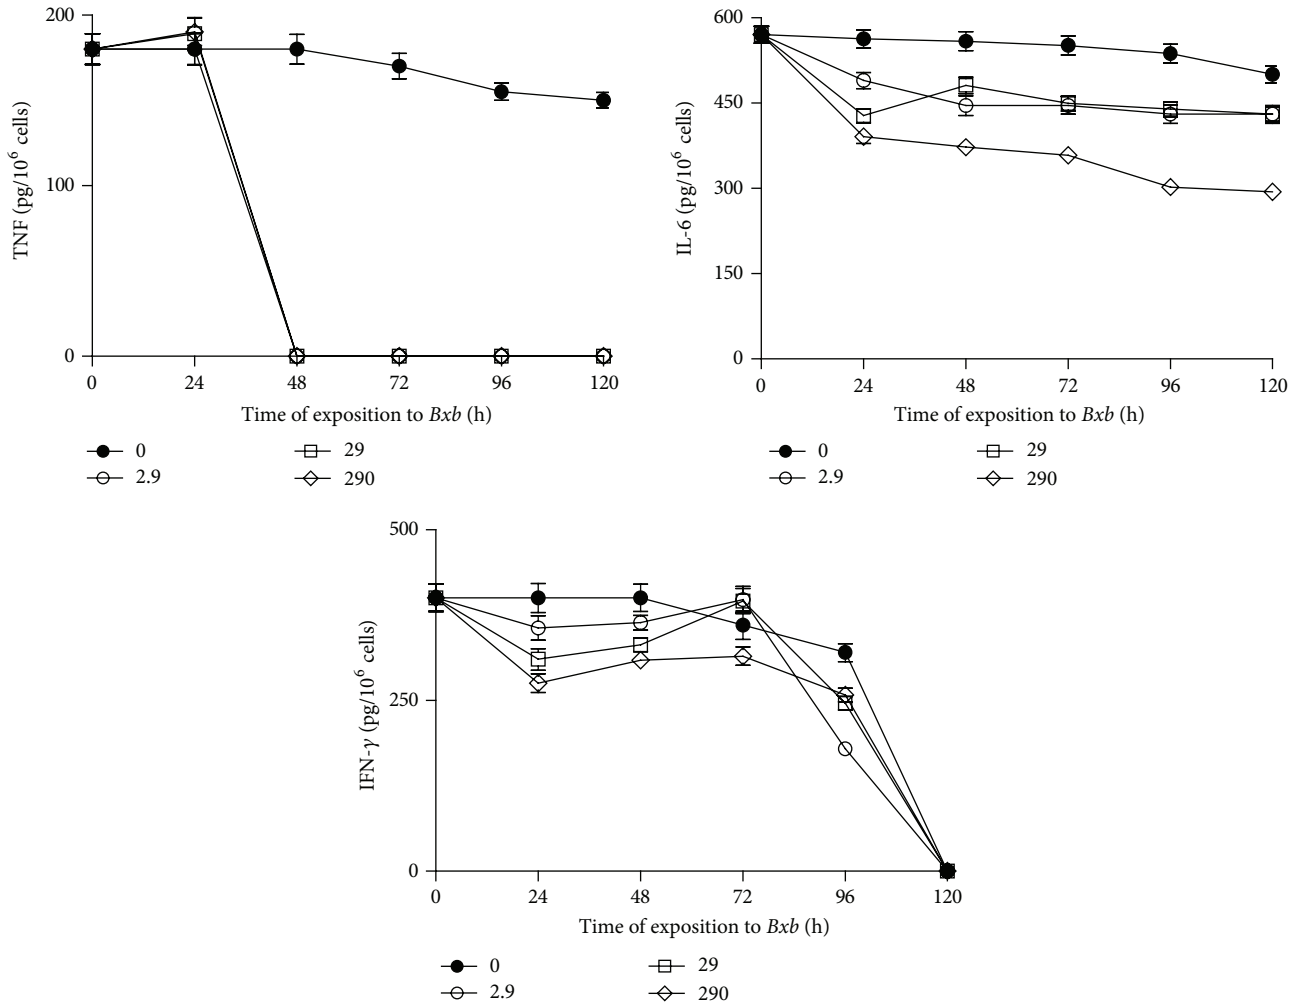 200
100
0
TNF (pg/10⁶ cells)
0 24 48 72 96 120
Time of exposition to Bxb (h)
0 29
2.9 290
600
450
300
150
0
IL-6 (pg/10⁶ cells)
0 24 48 72 96 120
Time of exposition to Bxb (h)
0 29
2.9 290
500
250
0
IFN-γ (pg/10⁶ cells)
0 24 48 72 96 120
Time of exposition to Bxb (h)
0 29
2.9 290